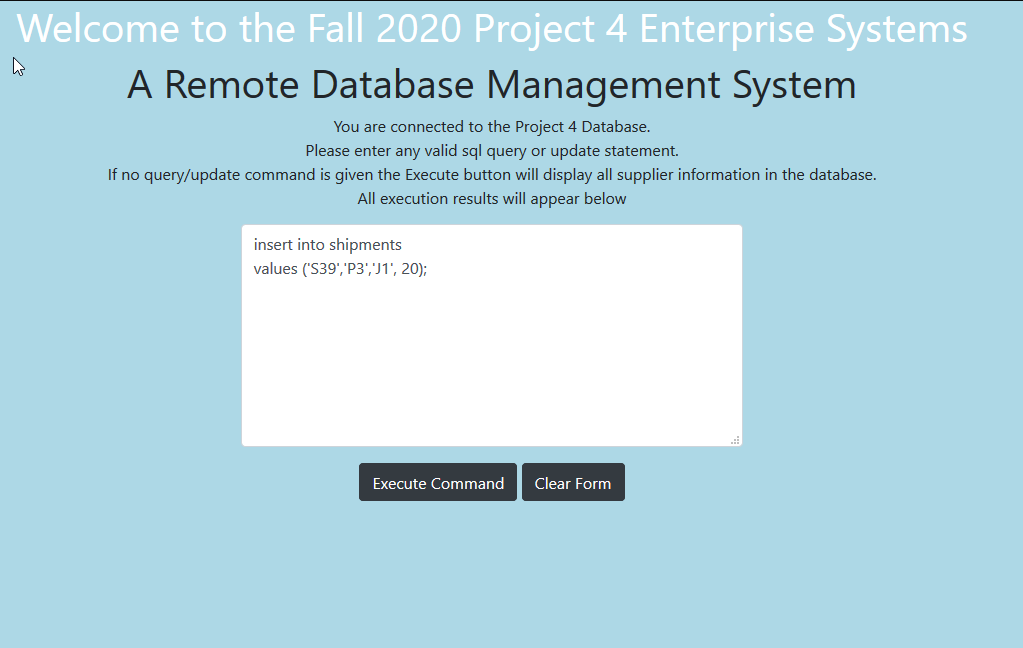 Welcome to the Fall 2020 Project 4 Enterprise Systems
A Remote Database Management System
You are connected to the Project 4 Database.
Please enter any valid sql query or update statement.
If no query/update command is given the Execute button will display all supplier information in the database.
All execution results will appear below
insert into shipments
values ('S39','P3','J1', 20);
Execute Command Clear Form